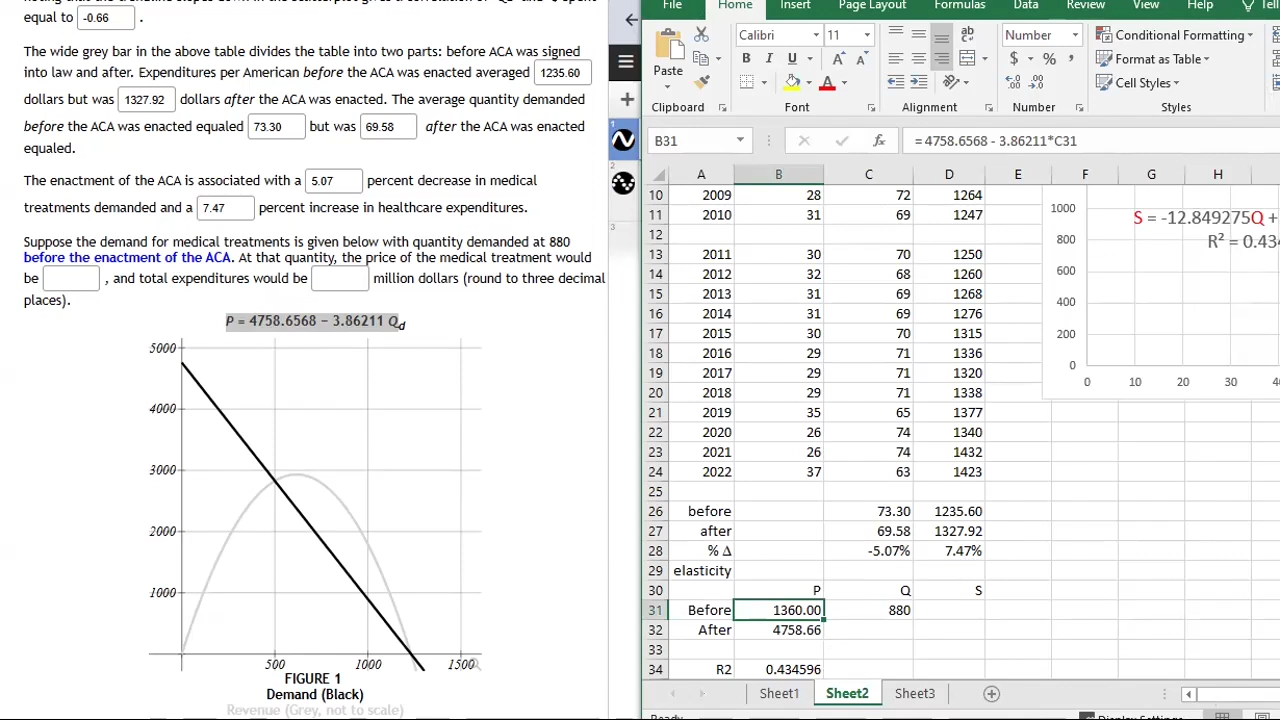 equal to -0.66 .
The wide grey bar in the above table divides the table into two parts: before ACA was signed
into law and after. Expenditures per American before the ACA was enacted averaged 1235.60
dollars but was 1327.92 dollars after the ACA was enacted. The average quantity demanded
before the ACA was enacted equaled 73.30 but was 69.58 after the ACA was enacted
equaled.
The enactment of the ACA is associated with a 5.07 percent decrease in medical
treatments demanded and a 7.47 percent increase in healthcare expenditures.
Suppose the demand for medical treatments is given below with quantity demanded at 880
before the enactment of the ACA. At that quantity, the price of the medical treatment would
be , and total expenditures would be million dollars (round to three decimal
places).
P = 4758.6568 − 3.86211 Qd
5000
4000
3000
2000
1000
500 1000 1500
FIGURE 1
Demand (Black)
Revenue (Grey, not to scale)
1
2
3
File Home Insert Page Layout Formulas Data Review View Help Tell
Paste
Calibri 11
B I U A A
ab
Number
$ % ,
Conditional Formatting
Format as Table
Cell Styles
Clipboard Font Alignment Number Styles
B31 fx = 4758.6568 - 3.86211*C31
A B C D E F G H
10 2009 28 72 1264
11 2010 31 69 1247
12
13 2011 30 70 1250
14 2012 32 68 1260
15 2013 31 69 1268
16 2014 31 69 1276
17 2015 30 70 1315
18 2016 29 71 1336
19 2017 29 71 1320
20 2018 29 71 1338
21 2019 35 65 1377
22 2020 26 74 1340
23 2021 26 74 1432
24 2022 37 63 1423
25
26 before 73.30 1235.60
27 after 69.58 1327.92
28 % Δ -5.07% 7.47%
29 elasticity
30 P Q S
31 Before 1360.00 880
32 After 4758.66
33
34 R2 0.434596
1000
800
600
400
200
0
0 10 20 30
S = -12.849275Q +
R² = 0.43
Sheet1 Sheet2 Sheet3